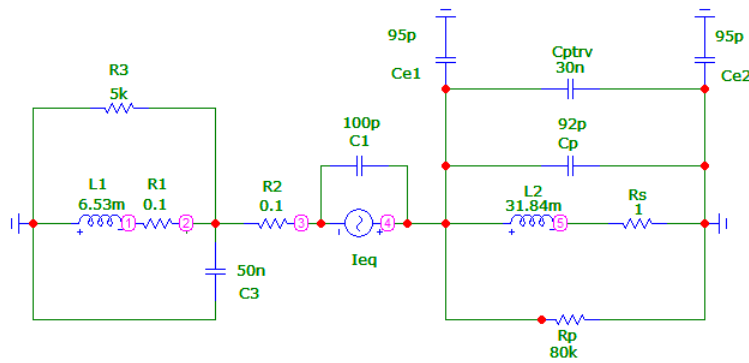 95p
95p
Ce1
Cptrv
30n
Ce2
R3
5k
100p
C1
92p
Cp
L1
6.53m
R1
0.1
R2
0.1
L2
31.84m
Rs
1
1
2
3
4
5
+
-
-
+
+
Ieq
50n
C3
Rp
80k